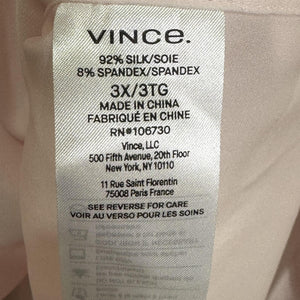 VINCE.
92% SILK/SOIE
8% SPANDEX/SPANDEX
3X/3TG
MADE IN CHINA
FABRIQUÉ EN CHINE
RN#106730
Vince, LLC
500 Fifth Avenue, 20th Floor
New York, NY 10110
11 Rue Saint Florentin
75008 Paris France
SEE REVERSE FOR CARE
VOIR AU VERSO POUR LES SOINS